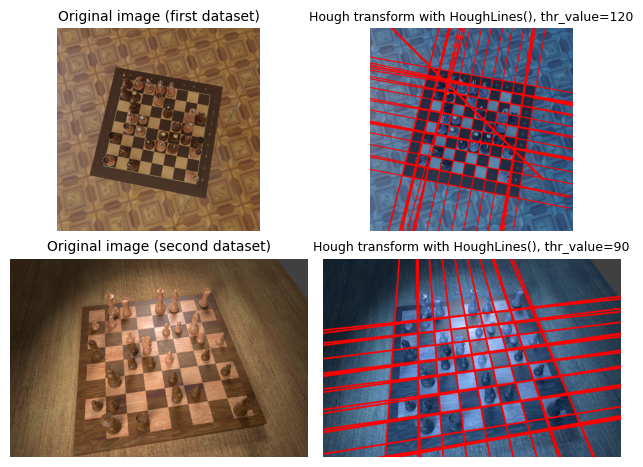 Original image (first dataset)
Hough transform with HoughLines(), thr_value=120
Original image (second dataset)
Hough transform with HoughLines(), thr_value=90